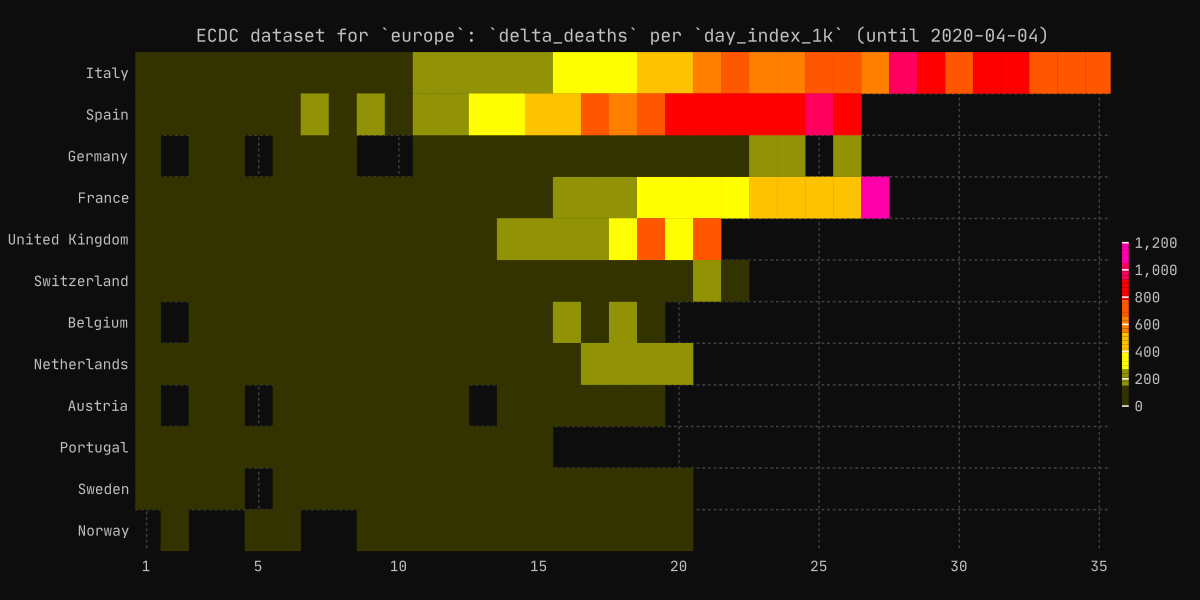 ECDC dataset for `europe`: `delta_deaths` per `day_index_1k` (until 2020-04-04)
Italy
Spain
Germany
France
United Kingdom
Switzerland
Belgium
Netherlands
Austria
Portugal
Sweden
Norway
1 5 10 15 20 25 30 35
1,200
1,000
800
600
400
200
0